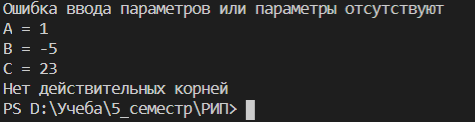 Ошибка ввода параметров или параметры отсутствуют
A = 1
B = -5
C = 23
Нет действительных корней
PS D:\Учеба\5_семестр\РИП>